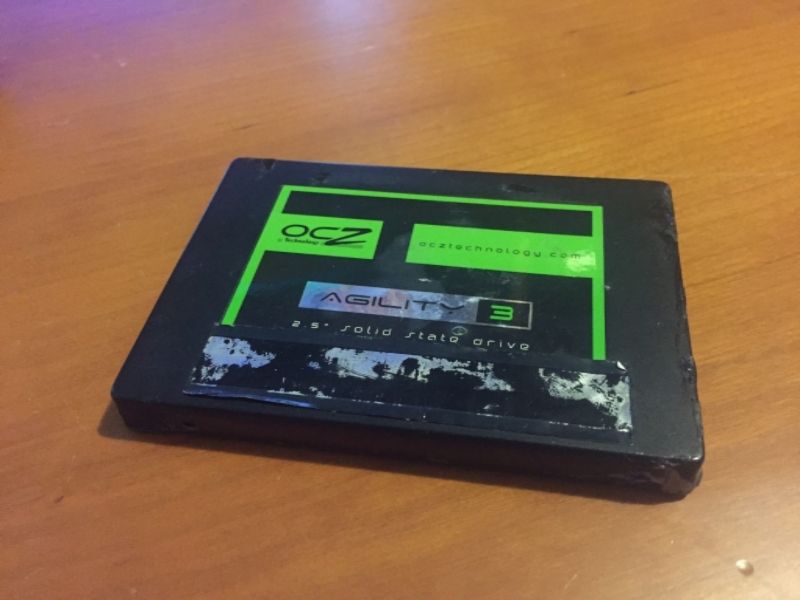 OCZ
Technology
ocztechnology.com
AGILITY 3
2.5" solid state drive